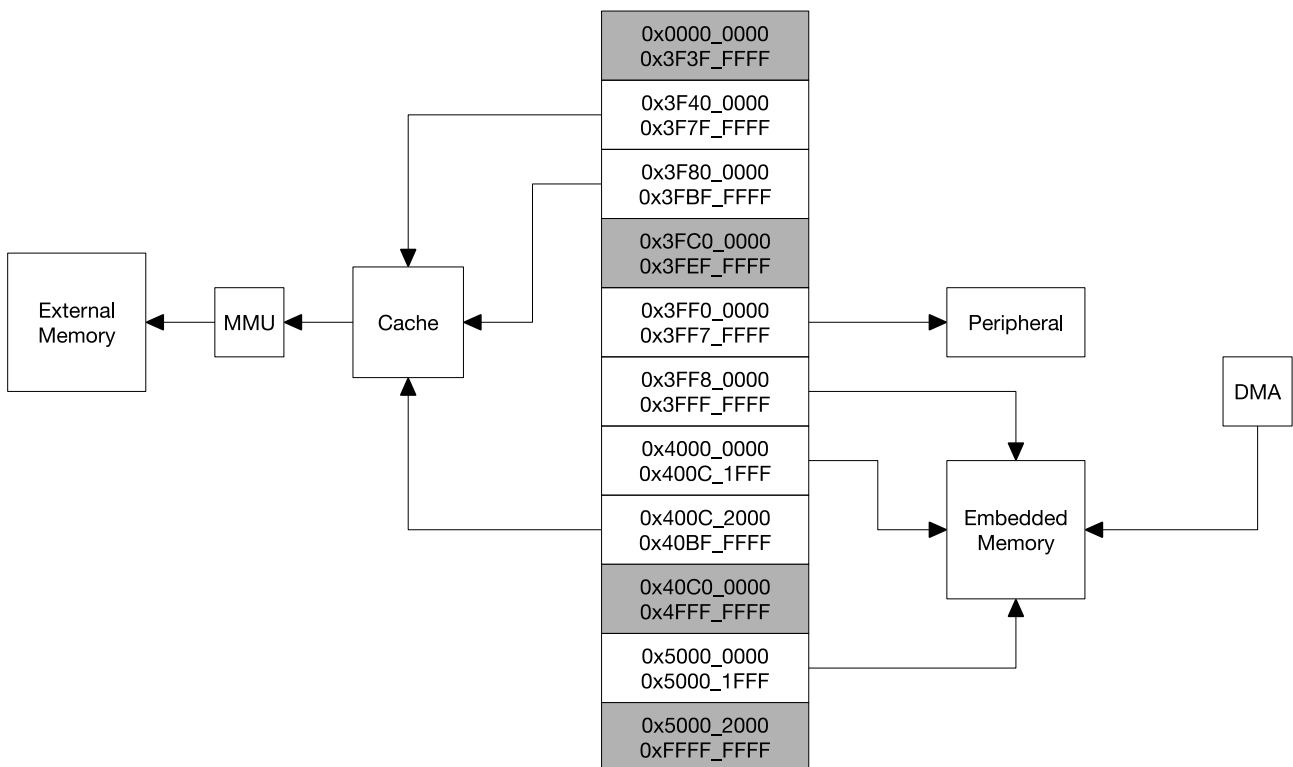 0x0000_0000
0x3F3F_FFFF
0x3F40_0000
0x3F7F_FFFF
0x3F80_0000
0x3FBF_FFFF
0x3FC0_0000
0x3FEF_FFFF
External
Memory
MMU
Cache
0x3FF0_0000
0x3FF7_FFFF
Peripheral
0x3FF8_0000
0x3FFF_FFFF
DMA
0x4000_0000
0x400C_1FFF
0x400C_2000
0x40BF_FFFF
Embedded
Memory
0x40C0_0000
0x4FFF_FFFF
0x5000_0000
0x5000_1FFF
0x5000_2000
0xFFFF_FFFF